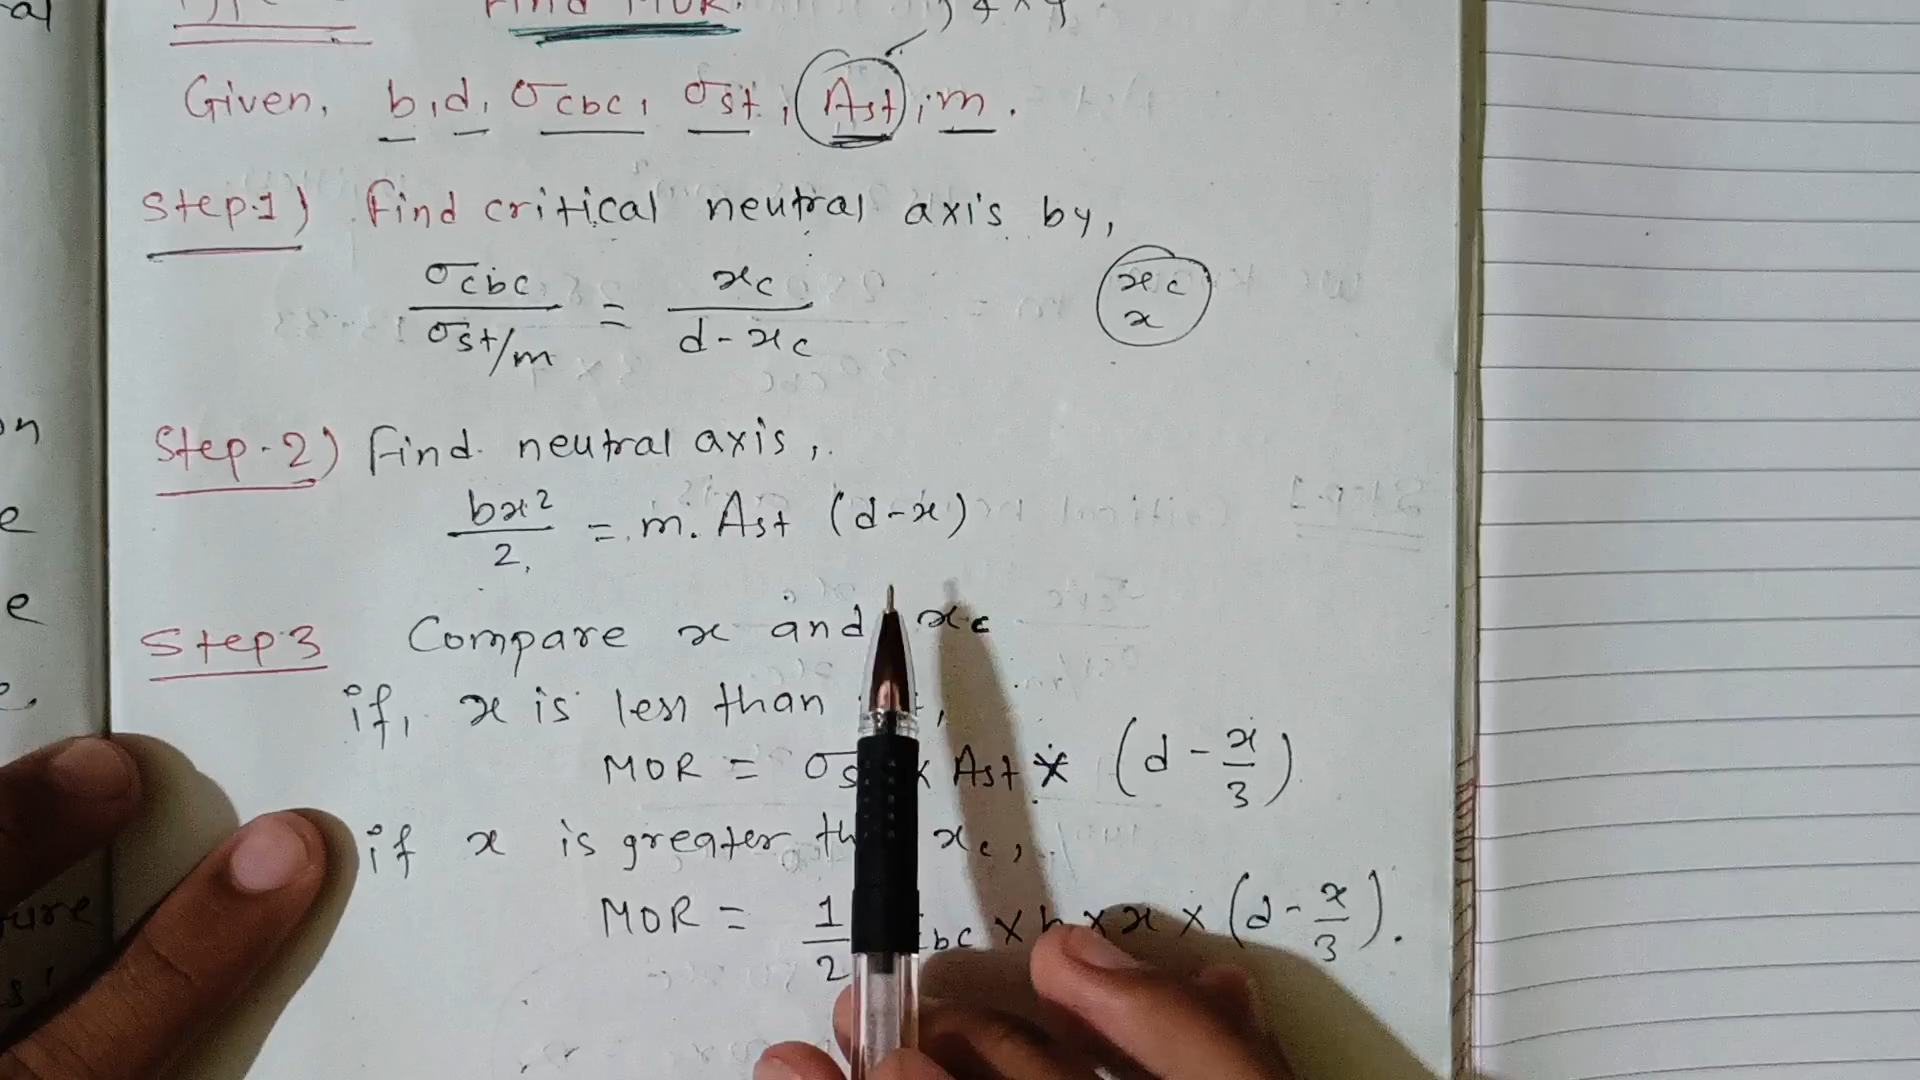 Find MOR.
Given, b, d, σcbc, σst, Ast, m.
Step.1) Find critical neutral axis by,
σcbc / σst/m = xc / d - xc
xc
x
Step-2) Find neutral axis,
bx² / 2 = m. Ast (d-x)
Step 3 Compare x and xc
if, x is less than
MOR = Ast × (d - x/3)
if x is greater xc,
MOR = 1/2 × x × (d - x/3).